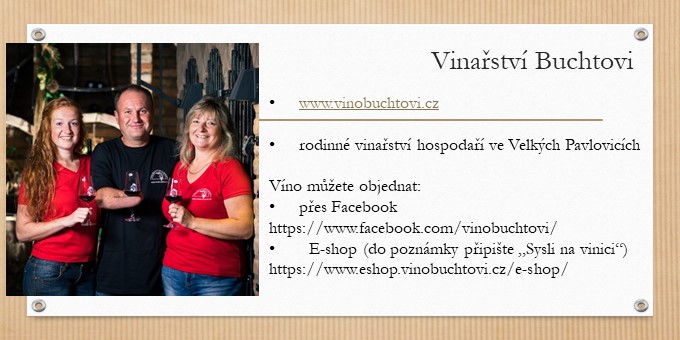 Vinařství Buchtovi
• www.vinobuchtovi.cz
• rodinné vinařství hospodaří ve Velkých Pavlovicích
Víno můžete objednat:
• přes Facebook
https://www.facebook.com/vinobuchtovi/
• E-shop (do poznámky připište „Sysli na vinici“)
https://www.eshop.vinobuchtovi.cz/e-shop/